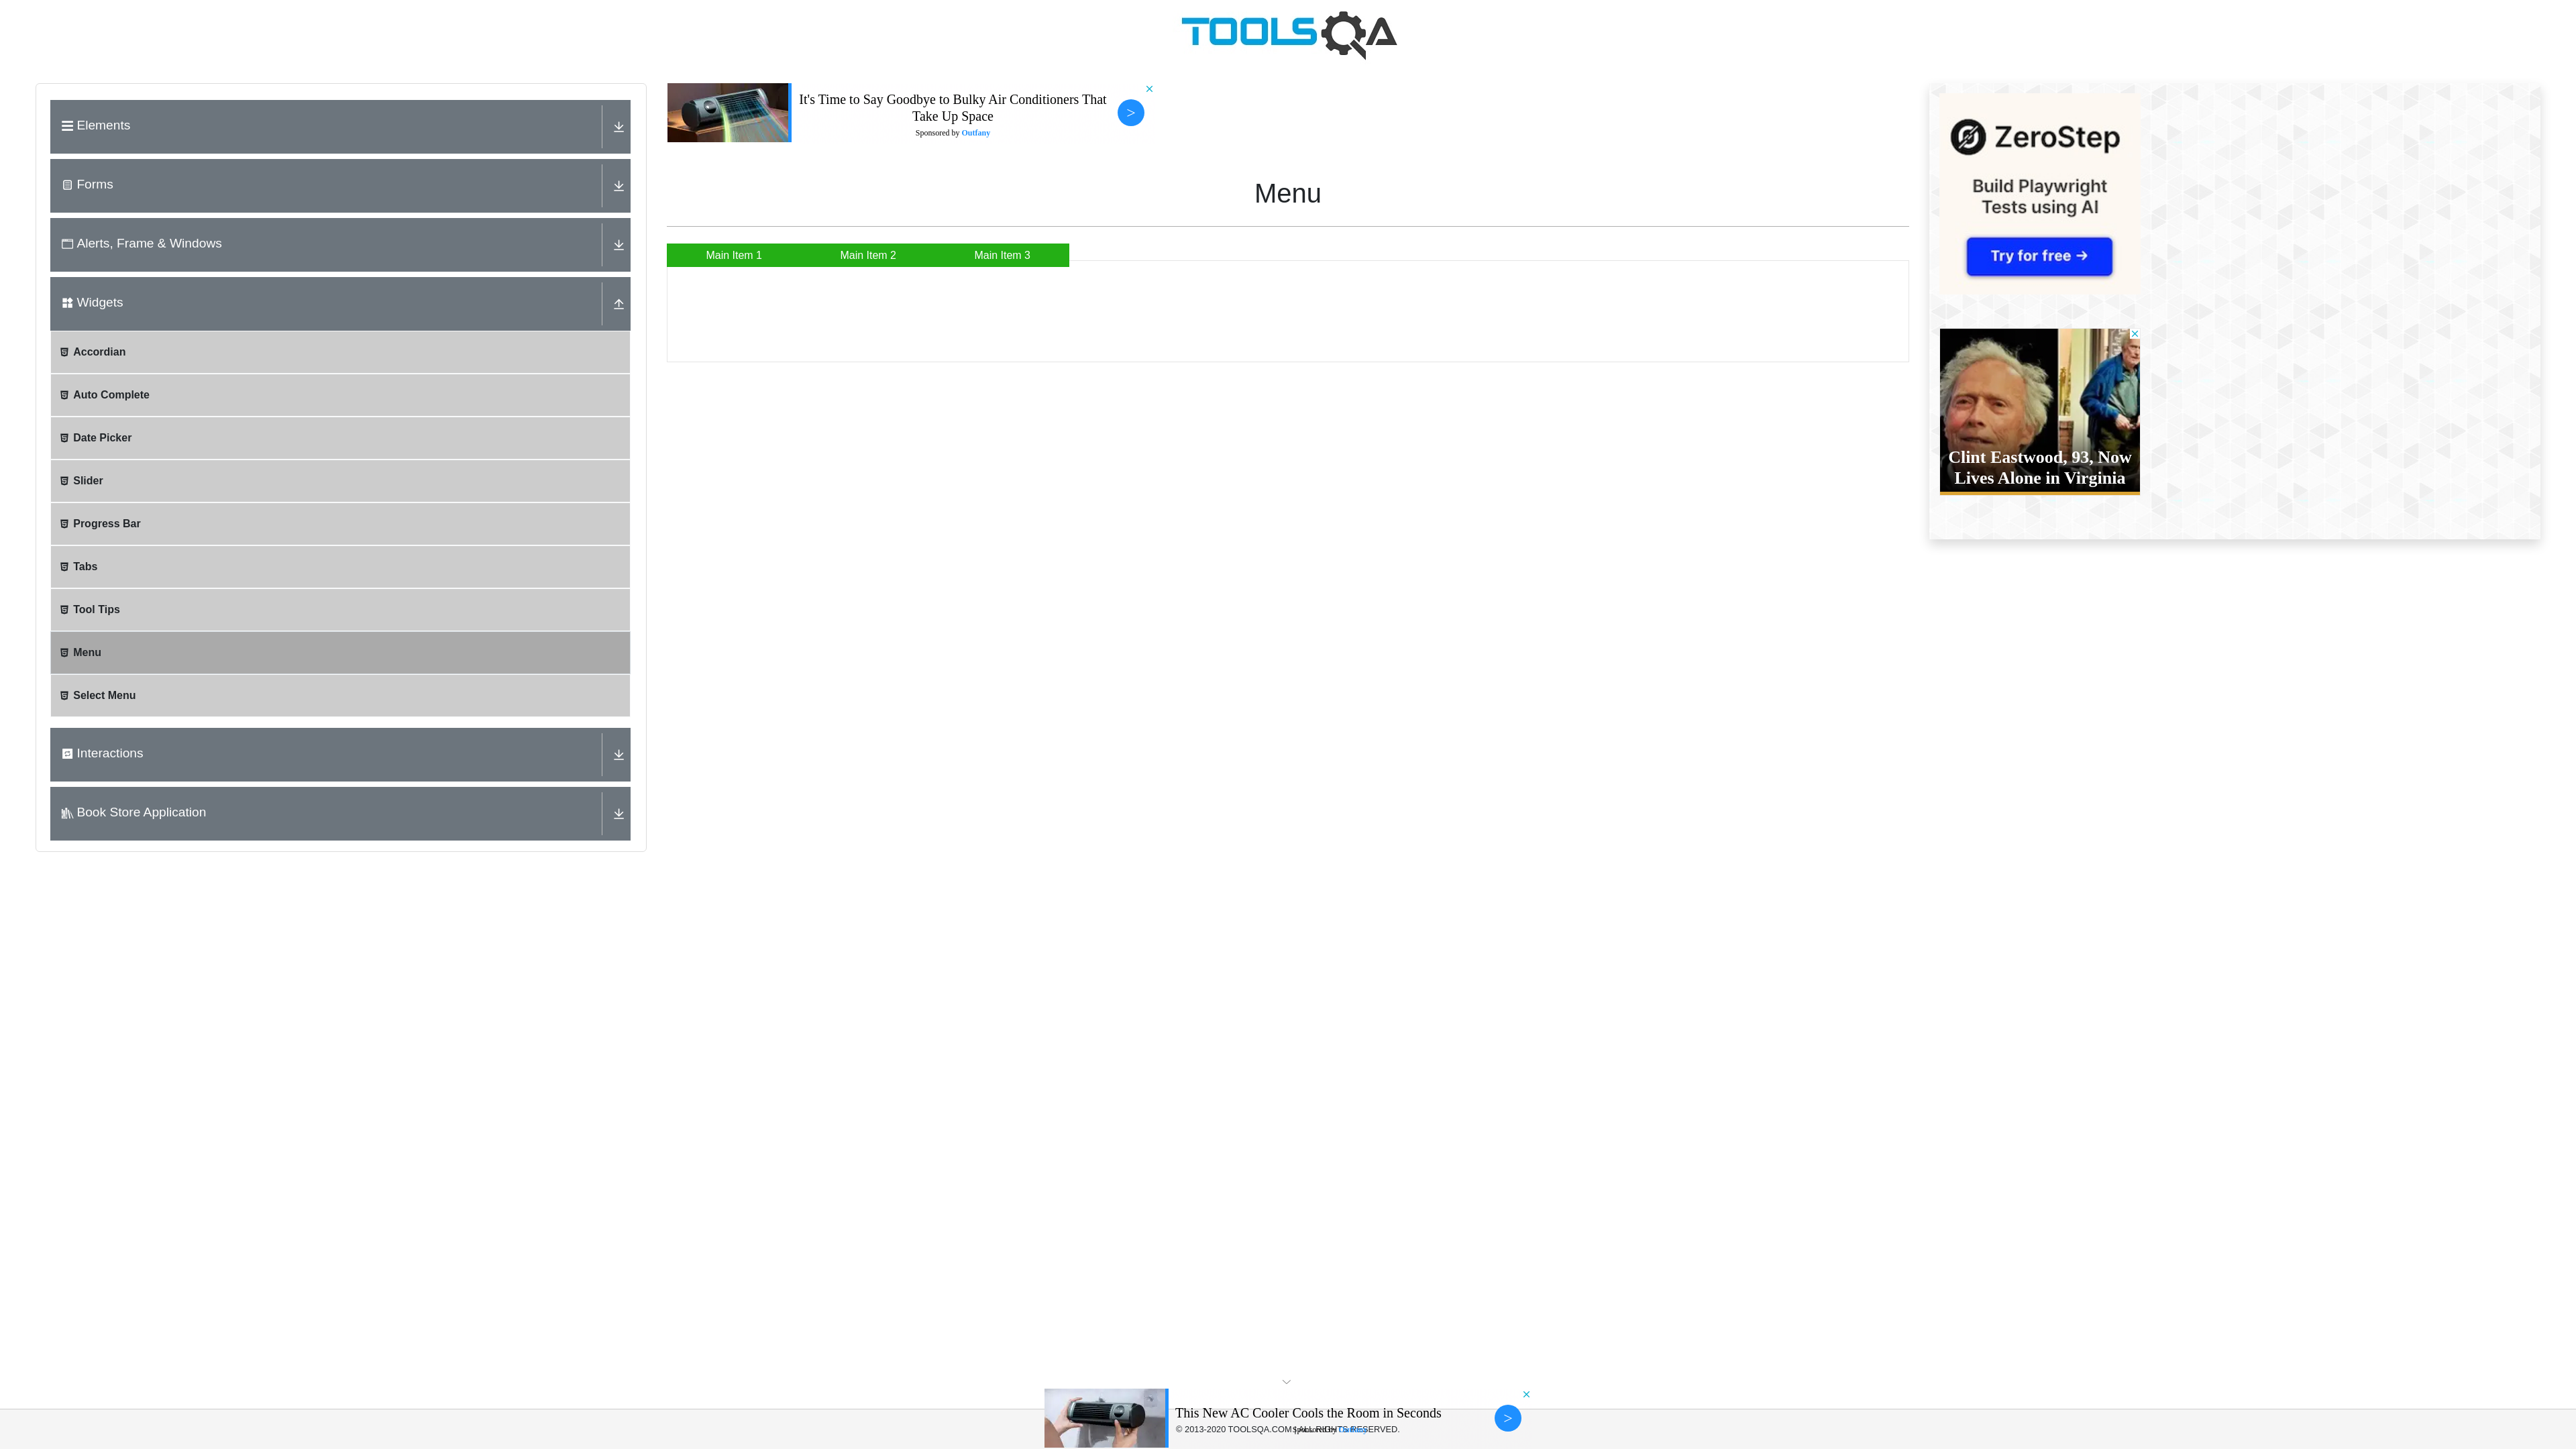 TOOLSQA
Elements
Forms
Alerts, Frame & Windows
Widgets
Accordian
Auto Complete
Date Picker
Slider
Progress Bar
Tabs
Tool Tips
Menu
Select Menu
Interactions
Book Store Application
It's Time to Say Goodbye to Bulky Air Conditioners That
Take Up Space
Sponsored by Outfany
>
Menu
Main Item 1
Main Item 2
Main Item 3
ZeroStep
Build Playwright
Tests using AI
Try for free →
Clint Eastwood, 93, Now
Lives Alone in Virginia
This New AC Cooler Cools the Room in Seconds
>
© 2013-2020 TOOLSQA.COM | ALL RIGHTS RESERVED.